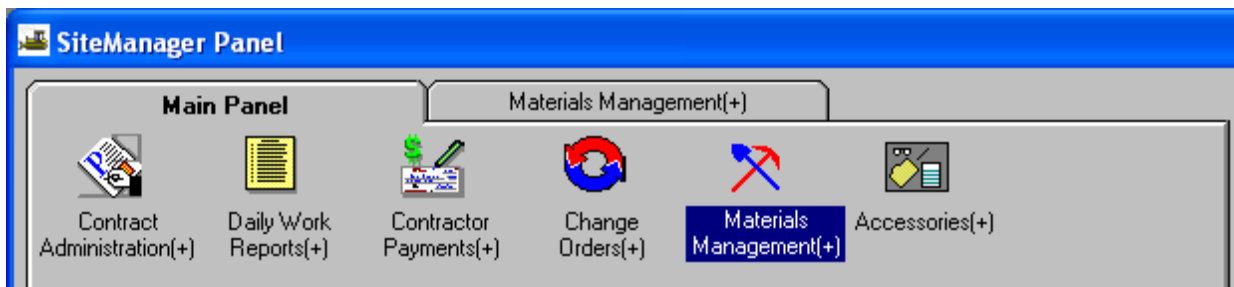 SiteManager Panel
Main Panel
Materials Management(+)
Contract
Administration(+)
Daily Work
Reports(+)
Contractor
Payments(+)
Change
Orders(+)
Materials
Management(+)
Accessories(+)